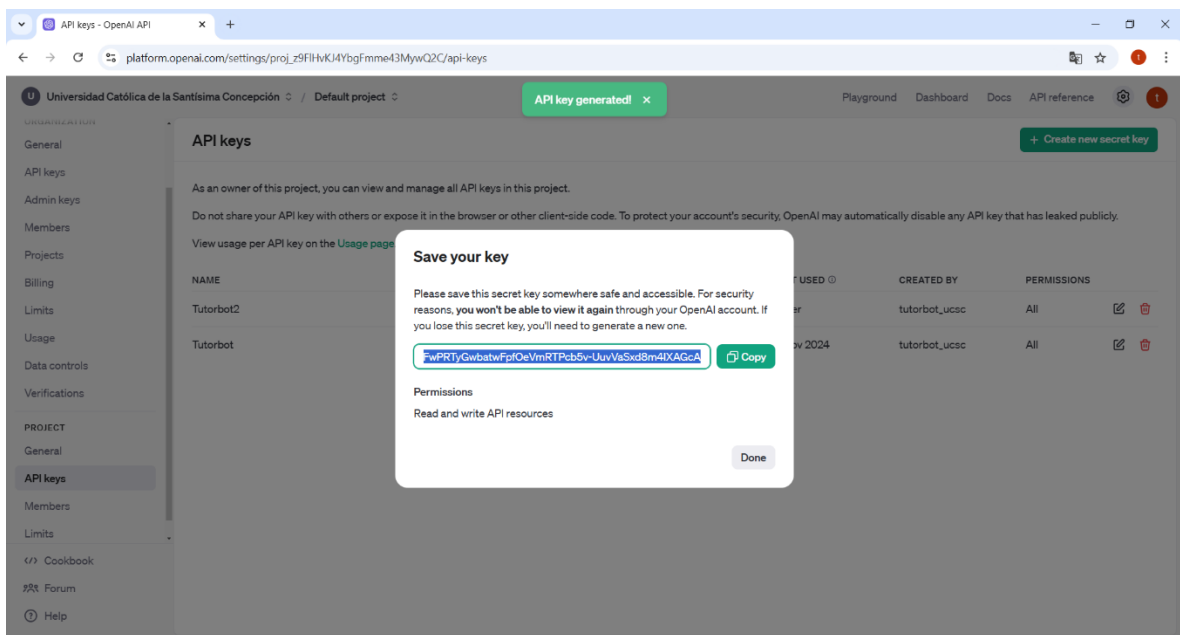 API keys - OpenAI API
platform.openai.com/settings/proj_z9FlHvKJ4YbgFmme43MywQ2C/api-keys
Universidad Católica de la Santísima Concepción / Default project
API key generated!
Playground Dashboard Docs API reference
ORGANIZATION
General
API keys
Admin keys
Members
Projects
Billing
Limits
Usage
Data controls
Verifications
PROJECT
General
API keys
Members
Limits
Cookbook
Forum
Help
API keys
+ Create new secret key
As an owner of this project, you can view and manage all API keys in this project.
Do not share your API key with others or expose it in the browser or other client-side code. To protect your account's security, OpenAI may automatically disable any API key that has leaked publicly.
View usage per API key on the Usage page
NAME USED CREATED BY PERMISSIONS
Tutorbot2 er tutorbot_ucsc All
Tutorbot ov 2024 tutorbot_ucsc All
Save your key
Please save this secret key somewhere safe and accessible. For security
reasons, you won't be able to view it again through your OpenAI account. If
you lose this secret key, you'll need to generate a new one.
FwPRTyGwbatwFpfOeVmRTPcb5v-UuvVaSxd8m4IXAGcA
Copy
Permissions
Read and write API resources
Done